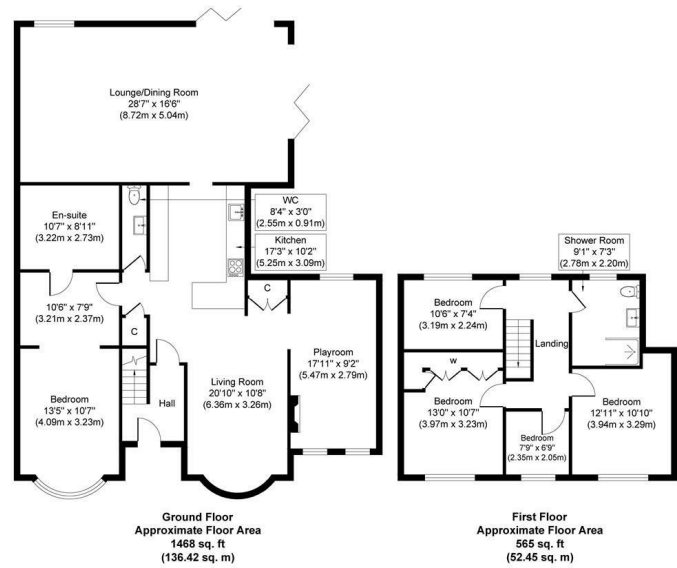 Lounge/Dining Room
28'7" x 16'6"
(8.72m x 5.04m)
En-suite
10'7" x 8'11"
(3.22m x 2.73m)
WC
8'4" x 3'0"
(2.55m x 0.91m)
Kitchen
17'3" x 10'2"
(5.25m x 3.09m)
10'6" x 7'9"
(3.21m x 2.37m)
C
C
Bedroom
13'5" x 10'7"
(4.09m x 3.23m)
Hall
Living Room
20'10" x 10'8"
(6.36m x 3.26m)
Playroom
17'11" x 9'2"
(5.47m x 2.79m)
Ground Floor
Approximate Floor Area
1468 sq. ft
(136.42 sq. m)
Shower Room
9'1" x 7'3"
(2.78m x 2.20m)
Bedroom
10'6" x 7'4"
(3.19m x 2.24m)
Landing
W
Bedroom
13'0" x 10'7"
(3.97m x 3.23m)
Bedroom
7'9" x 6'9"
(2.35m x 2.05m)
Bedroom
12'11" x 10'10"
(3.94m x 3.29m)
First Floor
Approximate Floor Area
565 sq. ft
(52.45 sq. m)